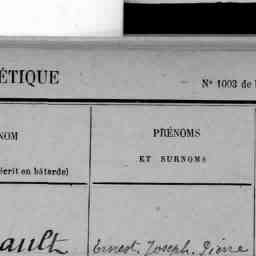 ÉTIQUE
N° 1003 de
NOM
PRÉNOMS
ET SURNOMS
écrit en bâtarde)
ault Ernest, Joseph, Pierre